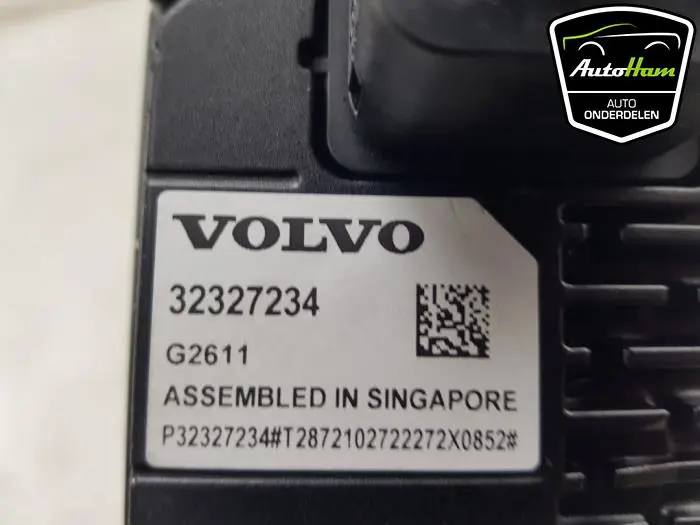 AutoHam
AUTO
ONDERDELEN
VOLVO
32327234
G2611
ASSEMBLED IN SINGAPORE
P32327234#T2872102722272X0852#